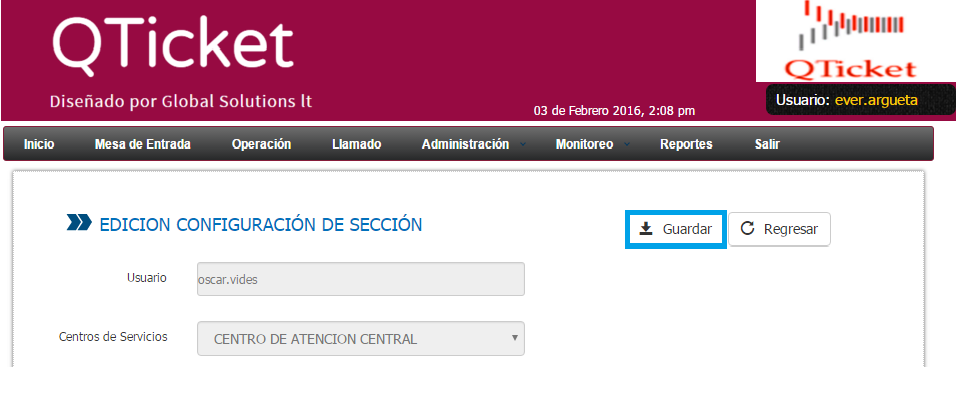 QTicket
QTicket
Diseñado por Global Solutions lt
03 de Febrero 2016, 2:08 pm
Usuario: ever.argueta
Inicio Mesa de Entrada Operación Llamado Administración Monitoreo Reportes Salir
EDICION CONFIGURACIÓN DE SECCIÓN
Guardar Regresar
Usuario oscar.vides
Centros de Servicios CENTRO DE ATENCION CENTRAL